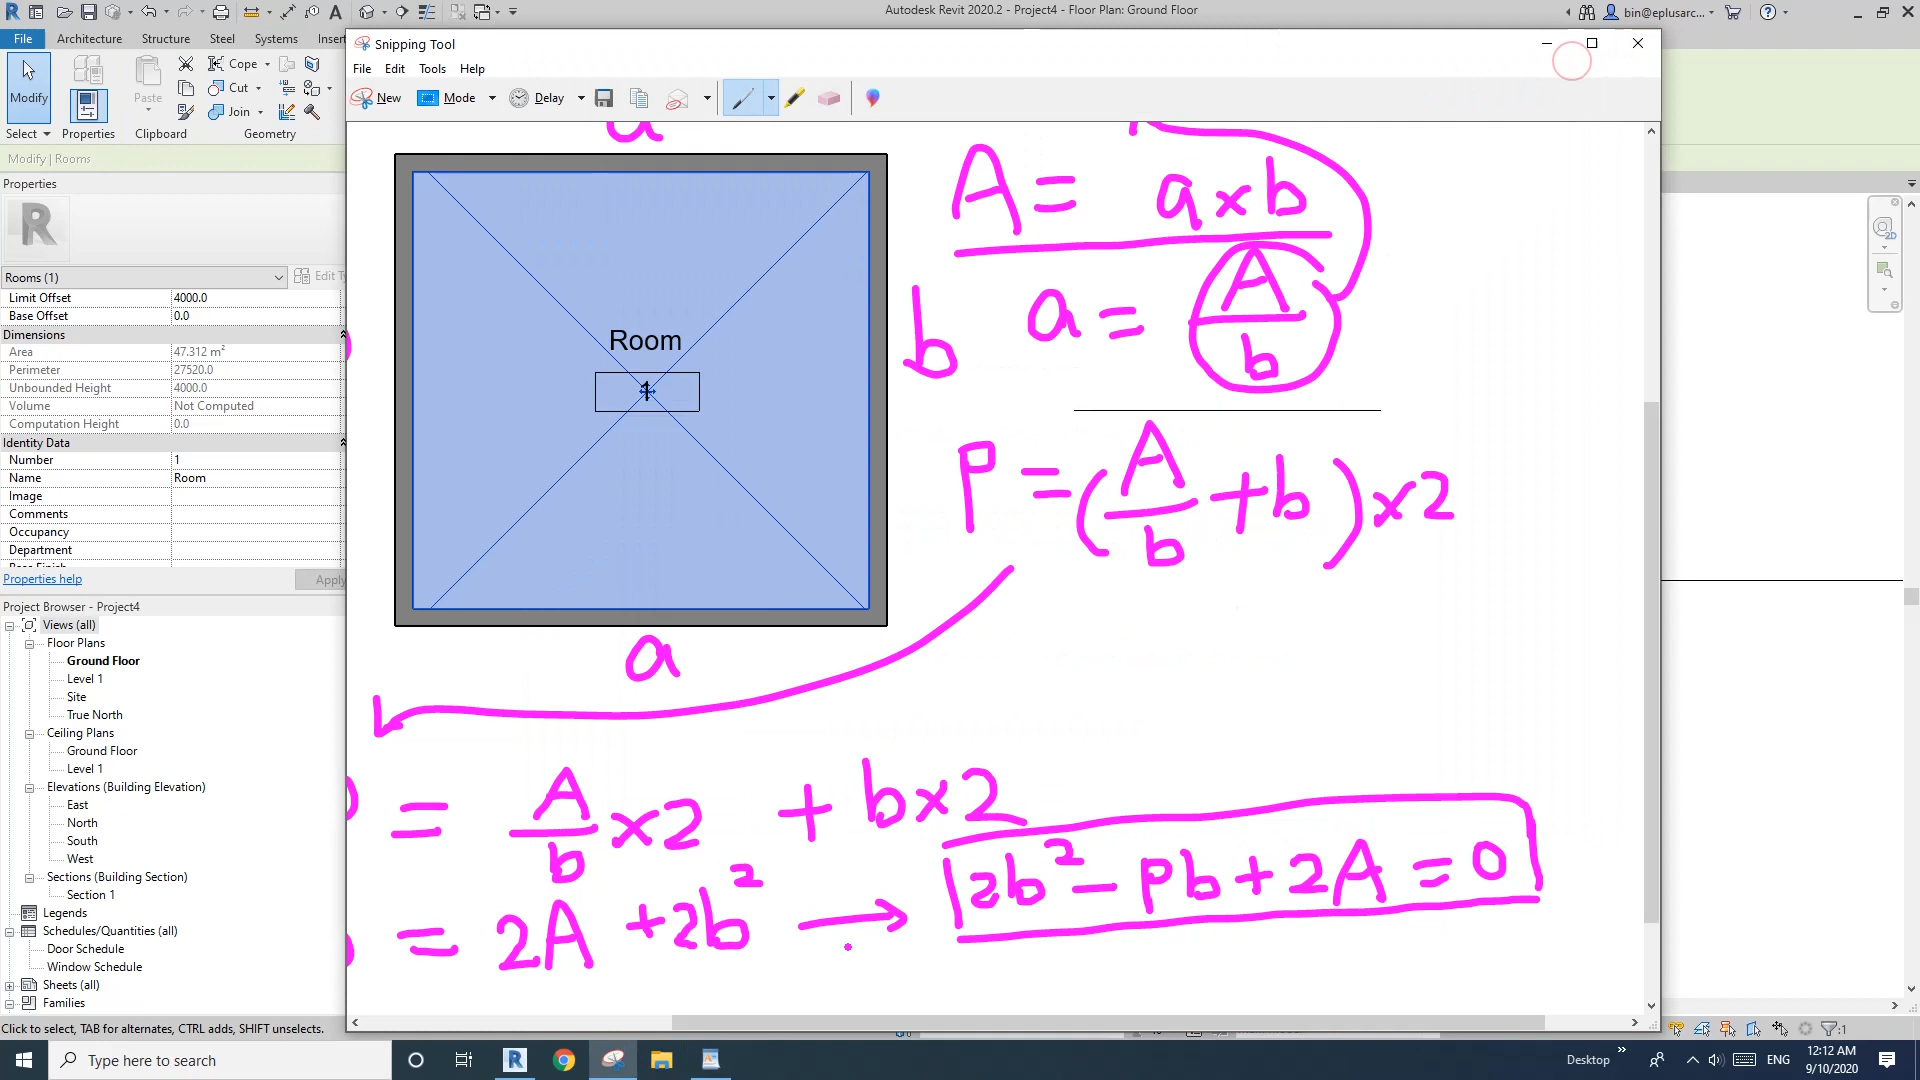 Autodesk Revit 2020.2 - Project4 - Floor Plan: Ground Floor
bin@eplusarc...
File Architecture Structure Steel Systems Insert
Snipping Tool
File Edit Tools Help
New Mode Delay
Modify
Paste
Cope
Cut
Join
Select Properties Clipboard Geometry
Modify | Rooms
Properties
Rooms (1) Edit Ty
Limit Offset 4000.0
Base Offset 0.0
Dimensions
Area 47.312 m²
Perimeter 27520.0
Unbounded Height 4000.0
Volume Not Computed
Computation Height 0.0
Identity Data
Number 1
Name Room
Image
Comments
Occupancy
Department
Properties help Apply
Project Browser - Project4
Views (all)
Floor Plans
Ground Floor
Level 1
Site
True North
Ceiling Plans
Ground Floor
Level 1
Elevations (Building Elevation)
East
North
South
West
Sections (Building Section)
Section 1
Legends
Schedules/Quantities (all)
Door Schedule
Window Schedule
Sheets (all)
Families
Room
1
a
b
A = a x b
a = A/b
P = (A/b + b) x 2
= A/b x 2 + b x 2
= 2A + 2b² → 2b² - Pb + 2A = 0
Click to select, TAB for alternates, CTRL adds, SHIFT unselects.
:1
Type here to search
Desktop
ENG
12:12 AM
9/10/2020